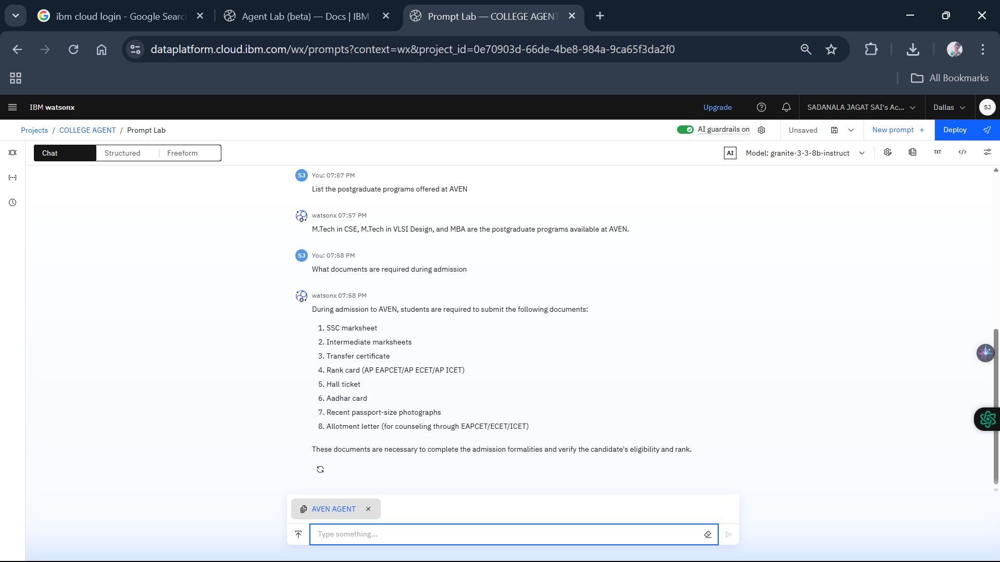 ibm cloud login - Google Searc
Agent Lab (beta) — Docs | IBM
Prompt Lab — COLLEGE AGENT
dataplatform.cloud.ibm.com/wx/prompts?context=wx&project_id=0e70903d-66de-4be8-984a-9ca65f3da2f0
All Bookmarks
IBM watsonx
Upgrade
SADANALA JAGAT SAI's Ac...
Dallas
SJ
Projects / COLLEGE AGENT / Prompt Lab
AI guardrails on
Unsaved
New prompt +
Deploy
Chat
Structured
Freeform
AI
Model: granite-3-3-8b-instruct
TXT
SJ
You: 07:57 PM
List the postgraduate programs offered at AVEN
watsonx 07:57 PM
M.Tech in CSE, M.Tech in VLSI Design, and MBA are the postgraduate programs available at AVEN.
SJ
You: 07:58 PM
What documents are required during admission
watsonx 07:58 PM
During admission to AVEN, students are required to submit the following documents:
1. SSC marksheet
2. Intermediate marksheets
3. Transfer certificate
4. Rank card (AP EAPCET/AP ECET/AP ICET)
5. Hall ticket
6. Aadhar card
7. Recent passport-size photographs
8. Allotment letter (for counseling through EAPCET/ECET/ICET)
These documents are necessary to complete the admission formalities and verify the candidate's eligibility and rank.
AVEN AGENT
Type something...